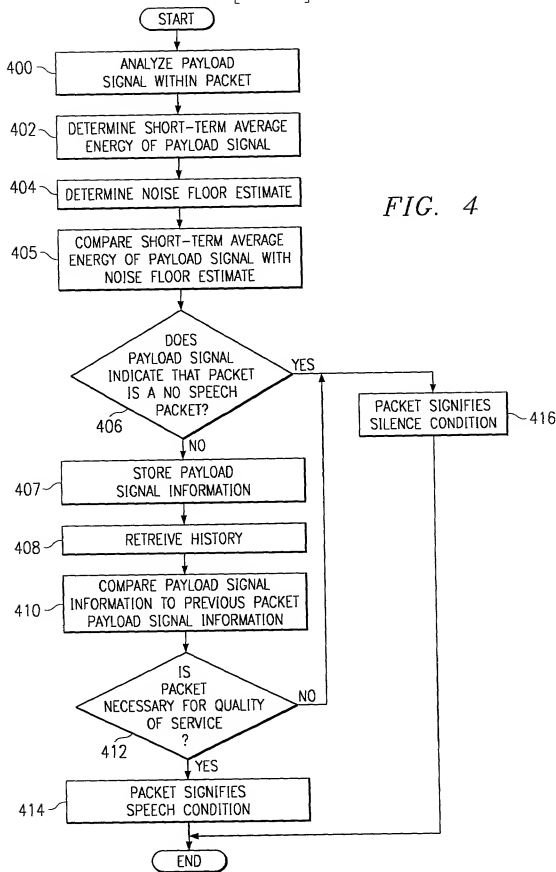 START
400
ANALYZE PAYLOAD
SIGNAL WITHIN PACKET
402
DETERMINE SHORT-TERM AVERAGE
ENERGY OF PAYLOAD SIGNAL
404
DETERMINE NOISE FLOOR ESTIMATE
FIG. 4
405
COMPARE SHORT-TERM AVERAGE
ENERGY OF PAYLOAD SIGNAL WITH
NOISE FLOOR ESTIMATE
DOES
PAYLOAD SIGNAL
INDICATE THAT PACKET
IS A NO SPEECH
PACKET?
406
YES
NO
PACKET SIGNIFIES
SILENCE CONDITION
416
407
STORE PAYLOAD
SIGNAL INFORMATION
408
RETREIVE HISTORY
410
COMPARE PAYLOAD SIGNAL
INFORMATION TO PREVIOUS PACKET
PAYLOAD SIGNAL INFORMATION
IS
PACKET
NECESSARY FOR QUALITY
OF SERVICE
?
412
NO
YES
414
PACKET SIGNIFIES
SPEECH CONDITION
END